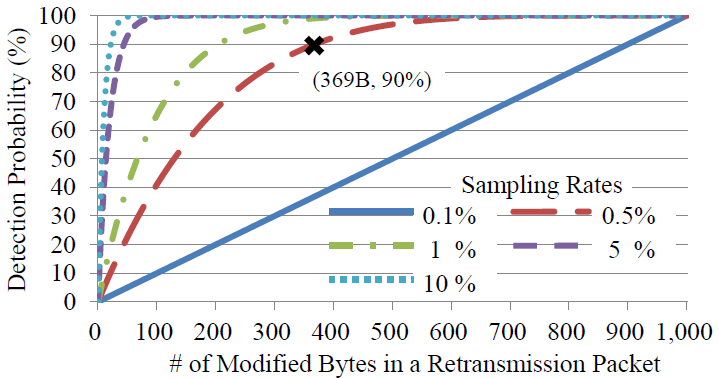 Detection Probability (%)
100
90
80
70
60
50
40
30
20
10
0
(369B, 90%)
Sampling Rates
0.1% 0.5%
1 % 5 %
10 %
0 100 200 300 400 500 600 700 800 900 1,000
# of Modified Bytes in a Retransmission Packet